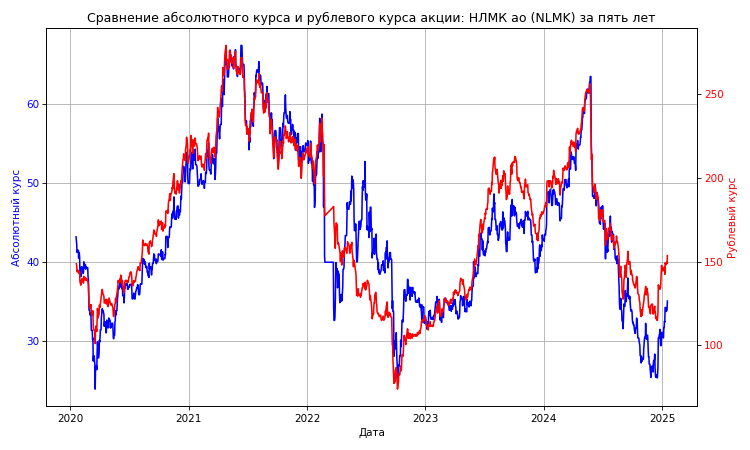 Сравнение абсолютного курса и рублевого курса акции: НЛМК ао (NLMK) за пять лет
Абсолютный курс
60
50
40
30
250
200
150
100
Рублевый курс
2020 2021 2022 2023 2024 2025
Дата